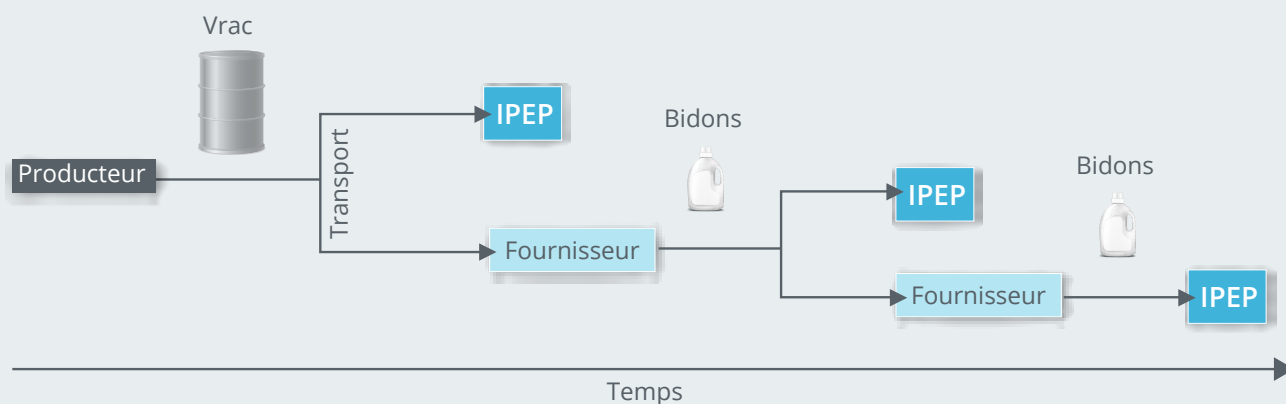 Vrac
IPEP
Bidons
Producteur
Transport
Fournisseur
IPEP
Bidons
Fournisseur
IPEP
Temps